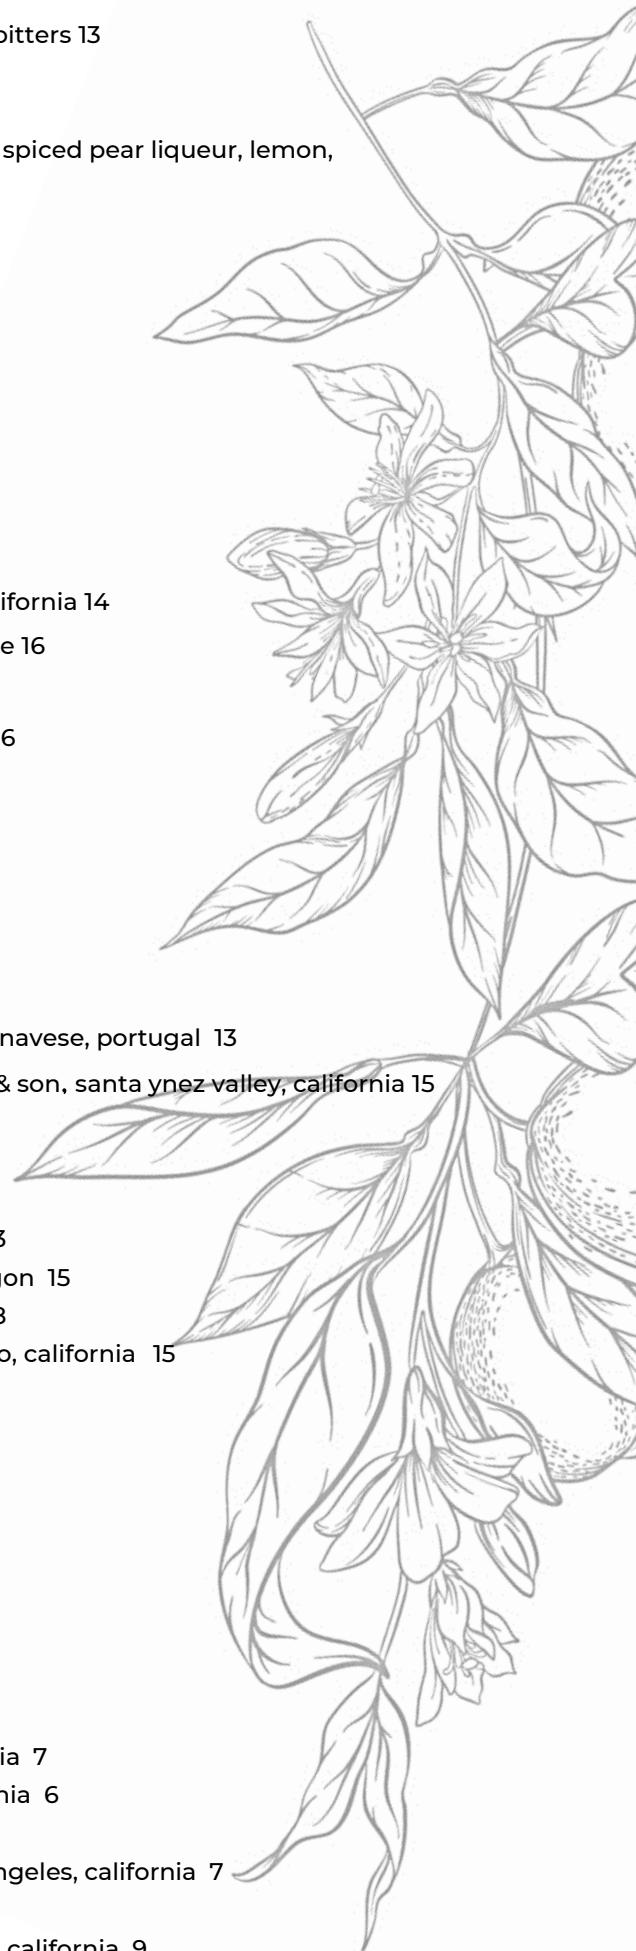 bitters 13
spiced pear liqueur, lemon,
ifornia 14
e 16
6
navese, portugal 13
& son, santa ynez valley, california 15
3
gon 15
3
o, california 15
ia 7
nia 6
ngeles, california 7
california 9